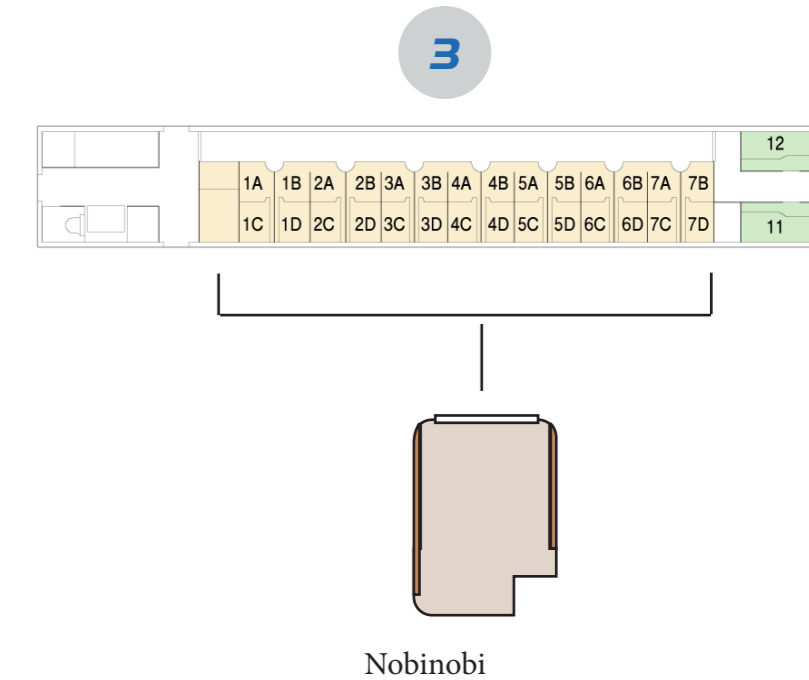 3
12
1A 1B 2A 2B 3A 3B 4A 4B 5A 5B 6A 6B 7A 7B
1C 1D 2C 2D 3C 3D 4C 4D 5C 5D 6C 6D 7C 7D
11
Nobinobi